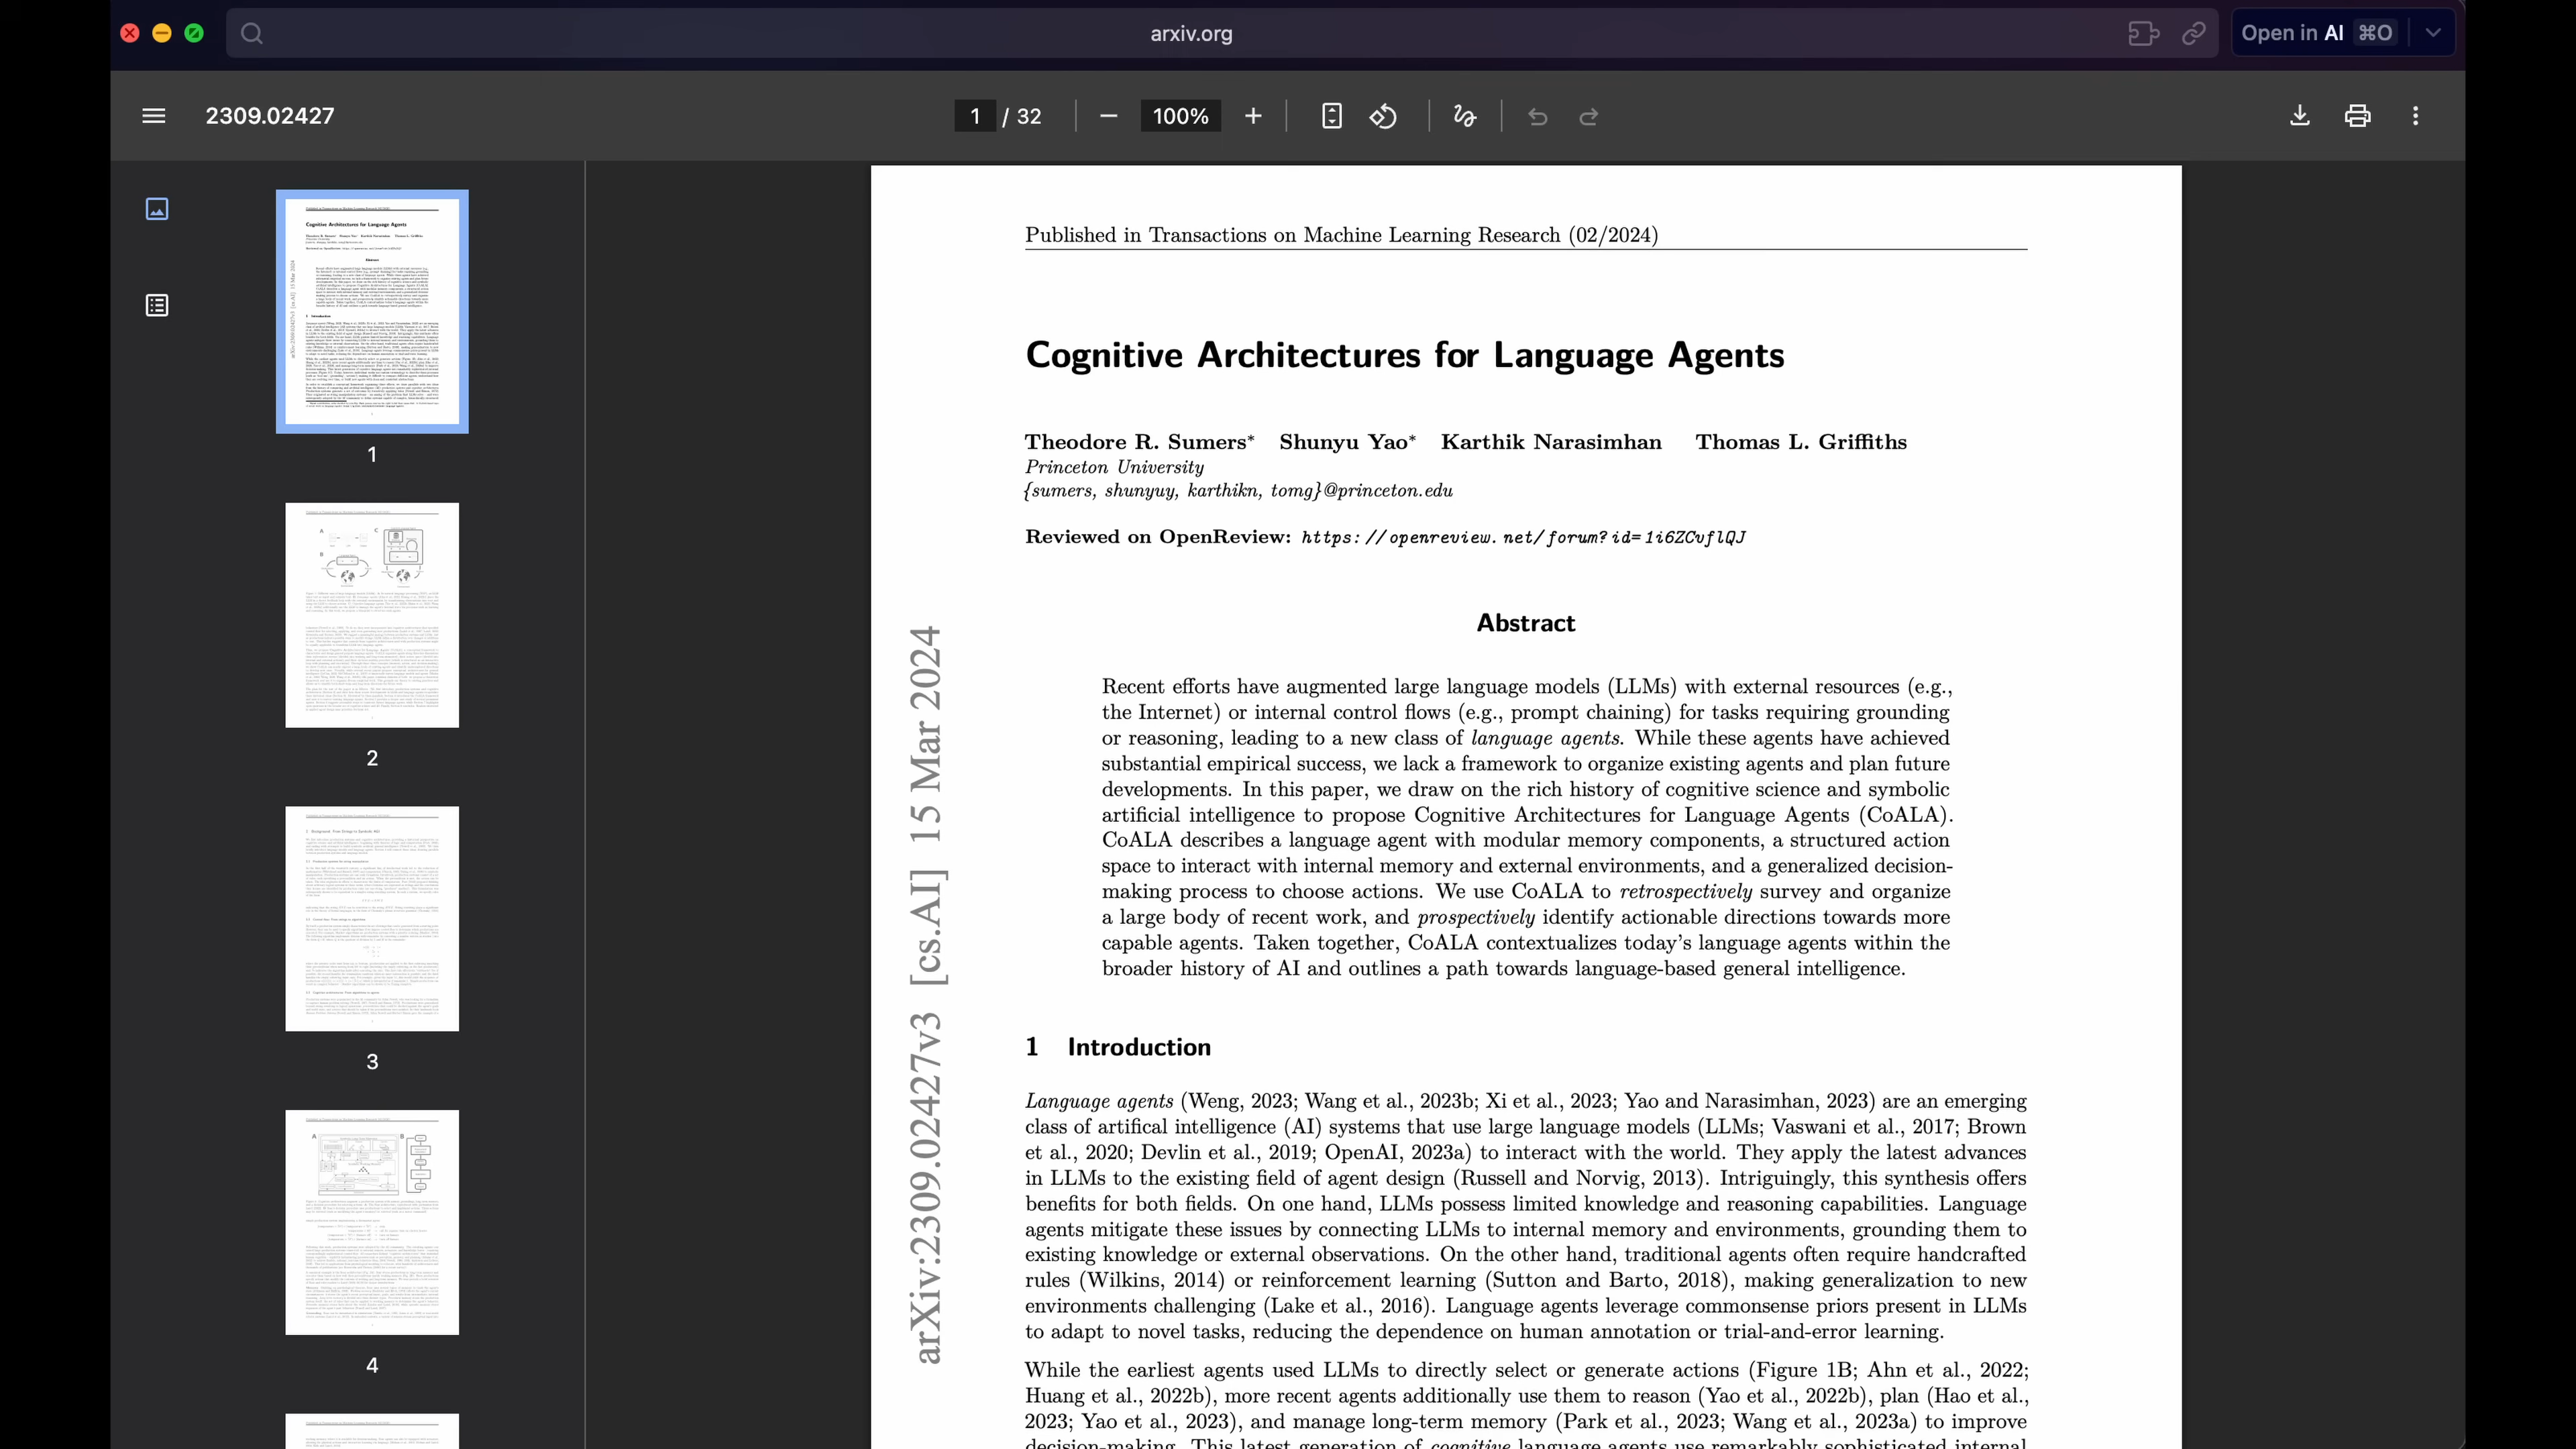 arxiv.org
Open in AI ⌘O
2309.02427
1 / 32
100%
1
2
3
4
Published in Transactions on Machine Learning Research (02/2024)
Cognitive Architectures for Language Agents
Theodore R. Sumers* Shunyu Yao* Karthik Narasimhan Thomas L. Griffiths
Princeton University
{sumers, shunyuy, karthikn, tomg}@princeton.edu
Reviewed on OpenReview: https://openreview.net/forum?id=1i6ZCvflQJ
Abstract
Recent efforts have augmented large language models (LLMs) with external resources (e.g.,
the Internet) or internal control flows (e.g., prompt chaining) for tasks requiring grounding
or reasoning, leading to a new class of language agents. While these agents have achieved
substantial empirical success, we lack a framework to organize existing agents and plan future
developments. In this paper, we draw on the rich history of cognitive science and symbolic
artificial intelligence to propose Cognitive Architectures for Language Agents (CoALA).
CoALA describes a language agent with modular memory components, a structured action
space to interact with internal memory and external environments, and a generalized decision-
making process to choose actions. We use CoALA to retrospectively survey and organize
a large body of recent work, and prospectively identify actionable directions towards more
capable agents. Taken together, CoALA contextualizes today's language agents within the
broader history of AI and outlines a path towards language-based general intelligence.
arXiv:2309.02427v3 [cs.AI] 15 Mar 2024
1 Introduction
Language agents (Weng, 2023; Wang et al., 2023b; Xi et al., 2023; Yao and Narasimhan, 2023) are an emerging
class of artifical intelligence (AI) systems that use large language models (LLMs; Vaswani et al., 2017; Brown
et al., 2020; Devlin et al., 2019; OpenAI, 2023a) to interact with the world. They apply the latest advances
in LLMs to the existing field of agent design (Russell and Norvig, 2013). Intriguingly, this synthesis offers
benefits for both fields. On one hand, LLMs possess limited knowledge and reasoning capabilities. Language
agents mitigate these issues by connecting LLMs to internal memory and environments, grounding them to
existing knowledge or external observations. On the other hand, traditional agents often require handcrafted
rules (Wilkins, 2014) or reinforcement learning (Sutton and Barto, 2018), making generalization to new
environments challenging (Lake et al., 2016). Language agents leverage commonsense priors present in LLMs
to adapt to novel tasks, reducing the dependence on human annotation or trial-and-error learning.
While the earliest agents used LLMs to directly select or generate actions (Figure 1B; Ahn et al., 2022;
Huang et al., 2022b), more recent agents additionally use them to reason (Yao et al., 2022b), plan (Hao et al.,
2023; Yao et al., 2023), and manage long-term memory (Park et al., 2023; Wang et al., 2023a) to improve
decision-making. This latest generation of cognitive language agents use remarkably sophisticated internal